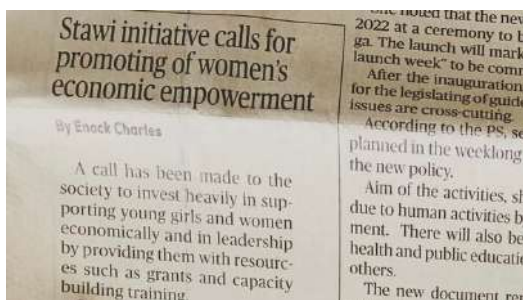 Stawi initiative calls for
promoting of women's
economic empowerment
By Enock Charles
A call has been made to the
society to invest heavily in sup-
porting young girls and women
economically and in leadership
by providing them with resourc-
es such as grants and capacity
building training.
noted that the new
2022 at a ceremony to b
ga. The launch will mark
launch week" to be com
After the inauguration
for the legislating of guid
issues are cross-cutting.
According to the PS, se
planned in the weeklong
the new policy.
Aim of the activities, s
due to human activities b
ment. There will also be
health and public educati
others.
The new document